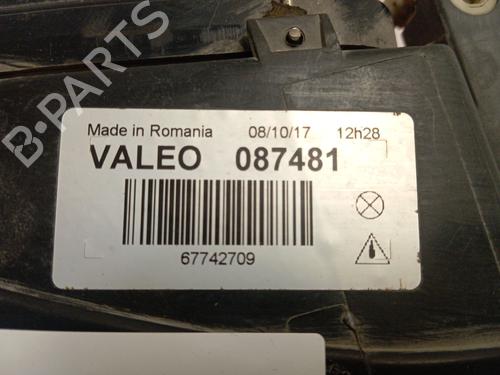 B-PARTS
Made in Romania 08/10/17 12h28
VALEO 087481
67742709